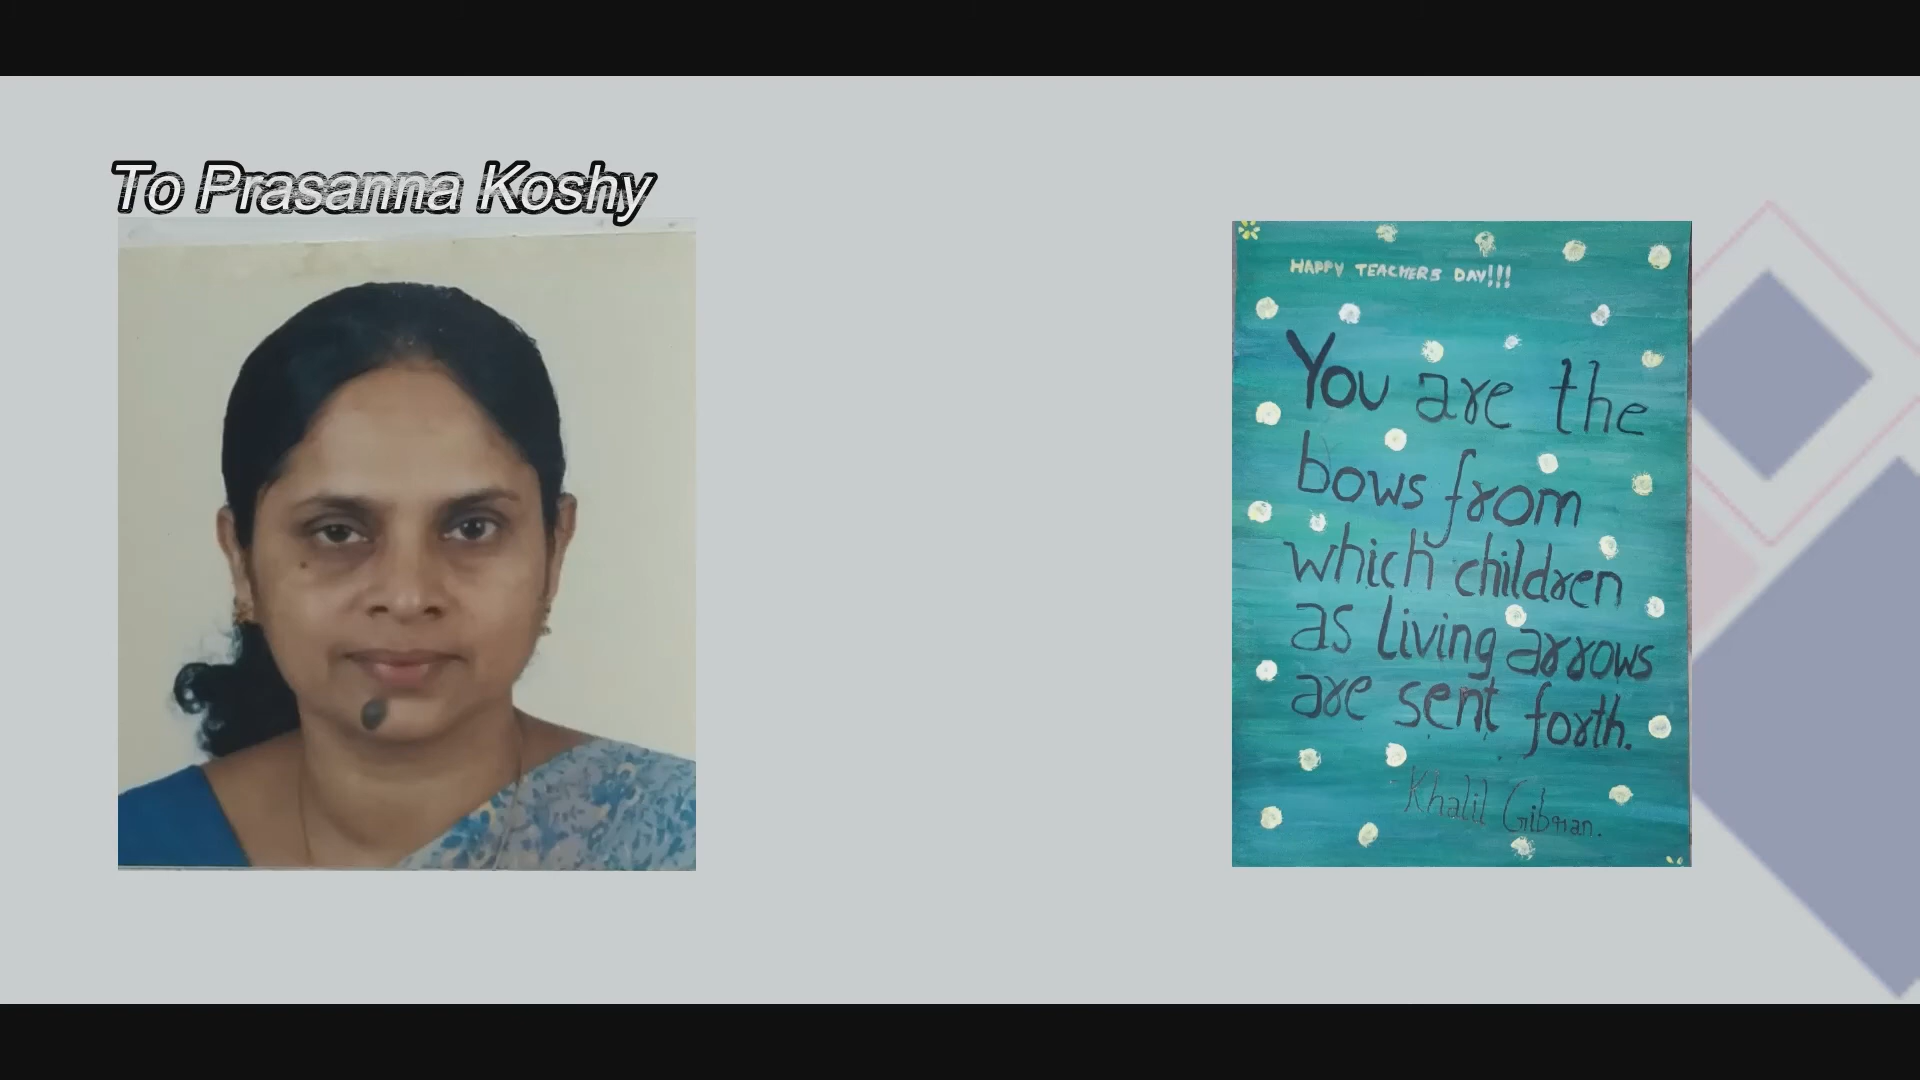 To Prasanna Koshy
HAPPY TEACHERS DAY!!!
You are the
bows from
which children
as living arrows
are sent forth.
Khalil Gibran.